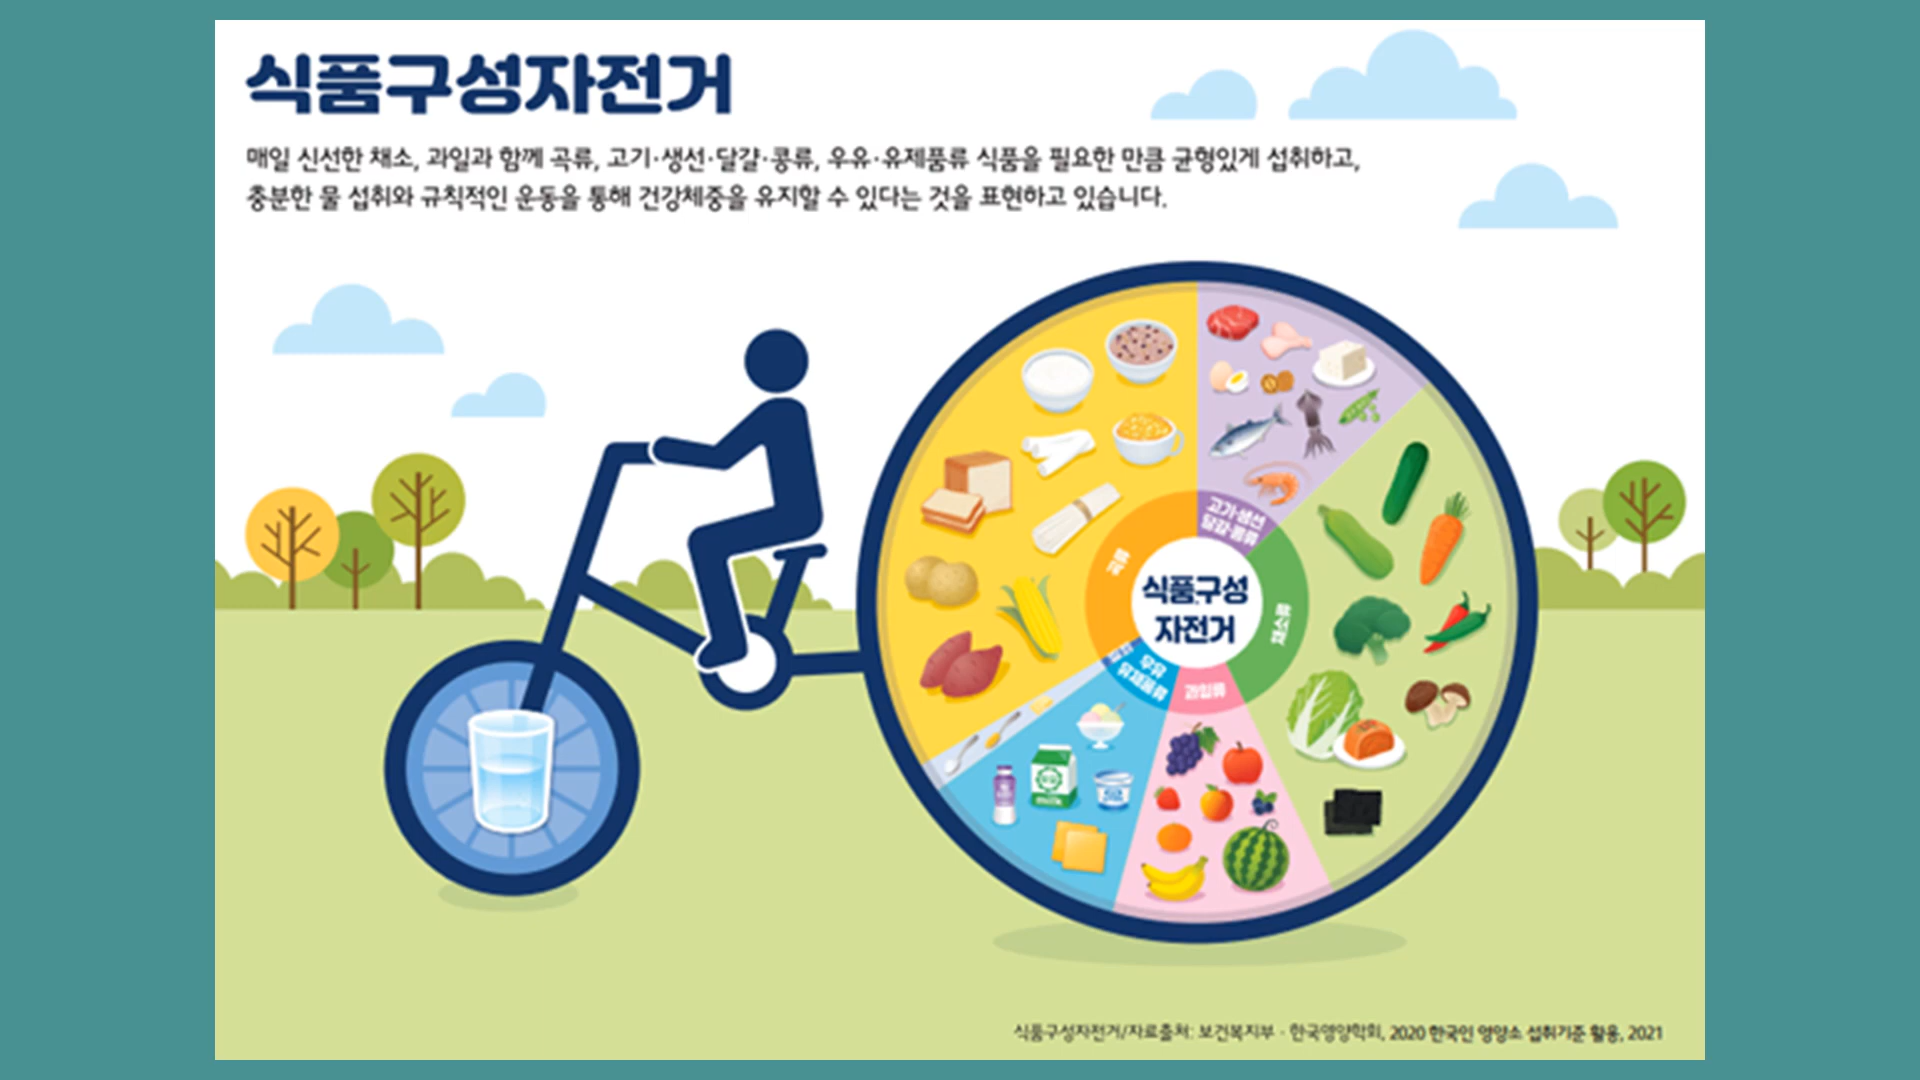 식품구성자전거
매일 신선한 채소, 과일과 함께 곡류, 고기·생선·달걀·콩류, 우유·유제품류 식품을 필요한 만큼 균형있게 섭취하고,
충분한 물 섭취와 규칙적인 운동을 통해 건강체중을 유지할 수 있다는 것을 표현하고 있습니다.
고기·생선
달걀·콩류
곡류
식품구성
자전거
채소류
우유
유제품류
과일류
milk
식품구성자전거/자료출처: 보건복지부 · 한국영양학회, 2020 한국인 영양소 섭취기준 활용, 2021